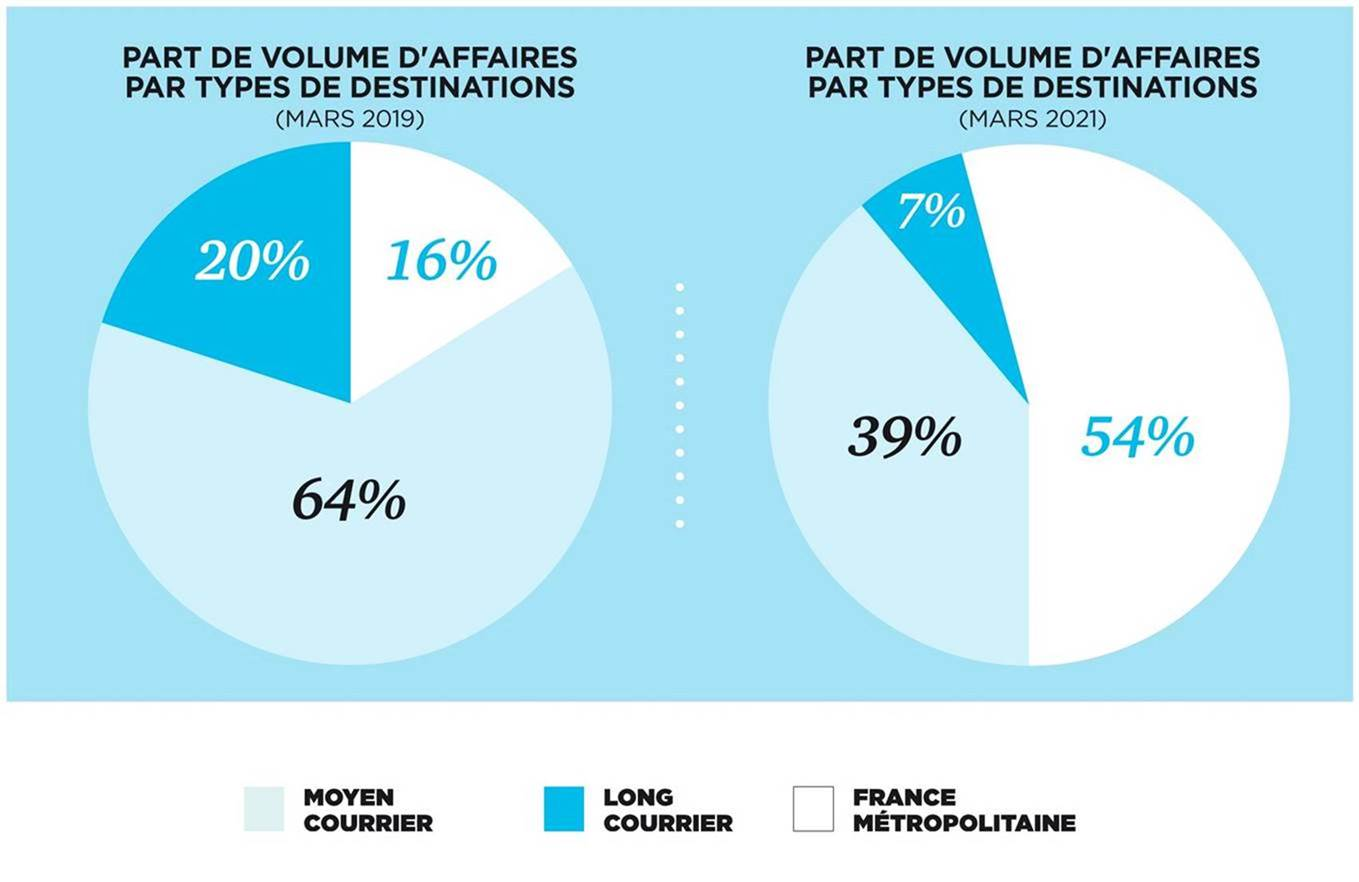 PART DE VOLUME D'AFFAIRES
PAR TYPES DE DESTINATIONS
(MARS 2019)
20%
16%
64%
PART DE VOLUME D'AFFAIRES
PAR TYPES DE DESTINATIONS
(MARS 2021)
7%
39%
54%
MOYEN
COURRIER
LONG
COURRIER
FRANCE
MÉTROPOLITAINE